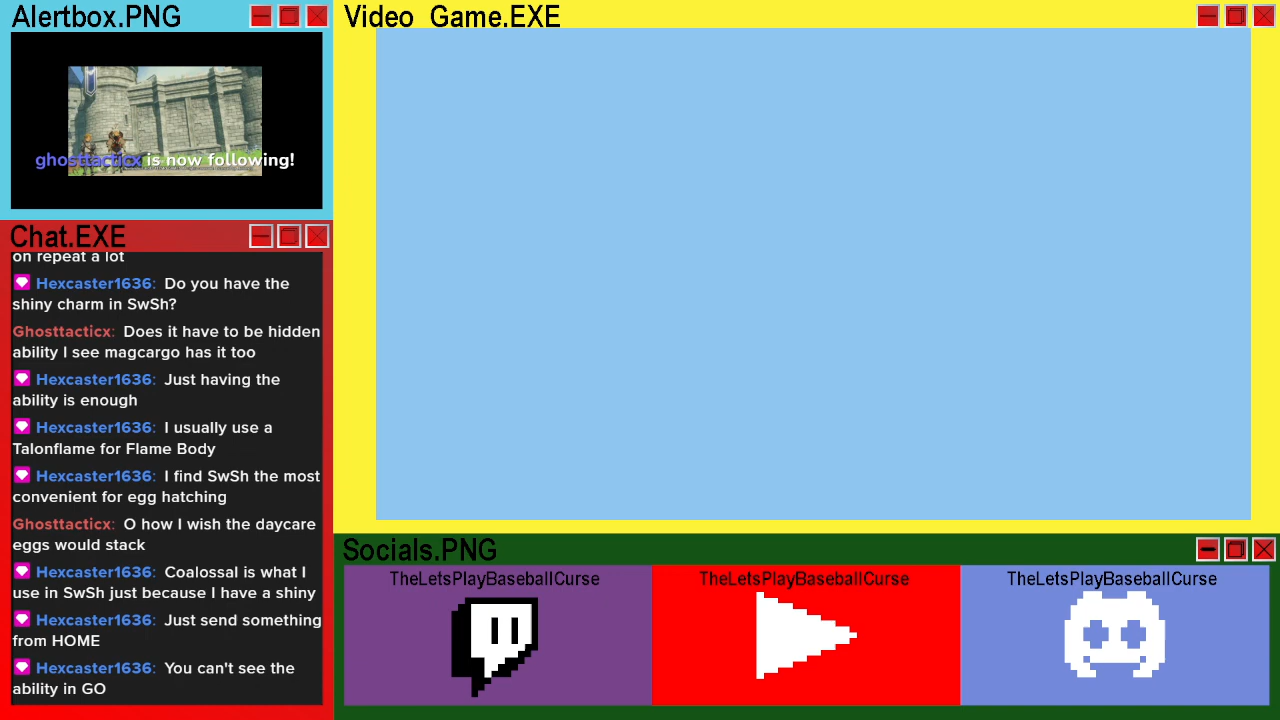 Alertbox.PNG
Video Game.EXE
ghosttacticx is now following!
Chat.EXE
on repeat a lot
Hexcaster1636: Do you have the
shiny charm in SwSh?
Ghosttacticx: Does it have to be hidden
ability I see magcargo has it too
Hexcaster1636: Just having the
ability is enough
Hexcaster1636: I usually use a
Talonflame for Flame Body
Hexcaster1636: I find SwSh the most
convenient for egg hatching
Ghosttacticx: O how I wish the daycare
eggs would stack
Hexcaster1636: Coalossal is what I
use in SwSh just because I have a shiny
Hexcaster1636: Just send something
from HOME
Hexcaster1636: You can't see the
ability in GO
Socials.PNG
TheLetsPlayBaseballCurse
TheLetsPlayBaseballCurse
TheLetsPlayBaseballCurse